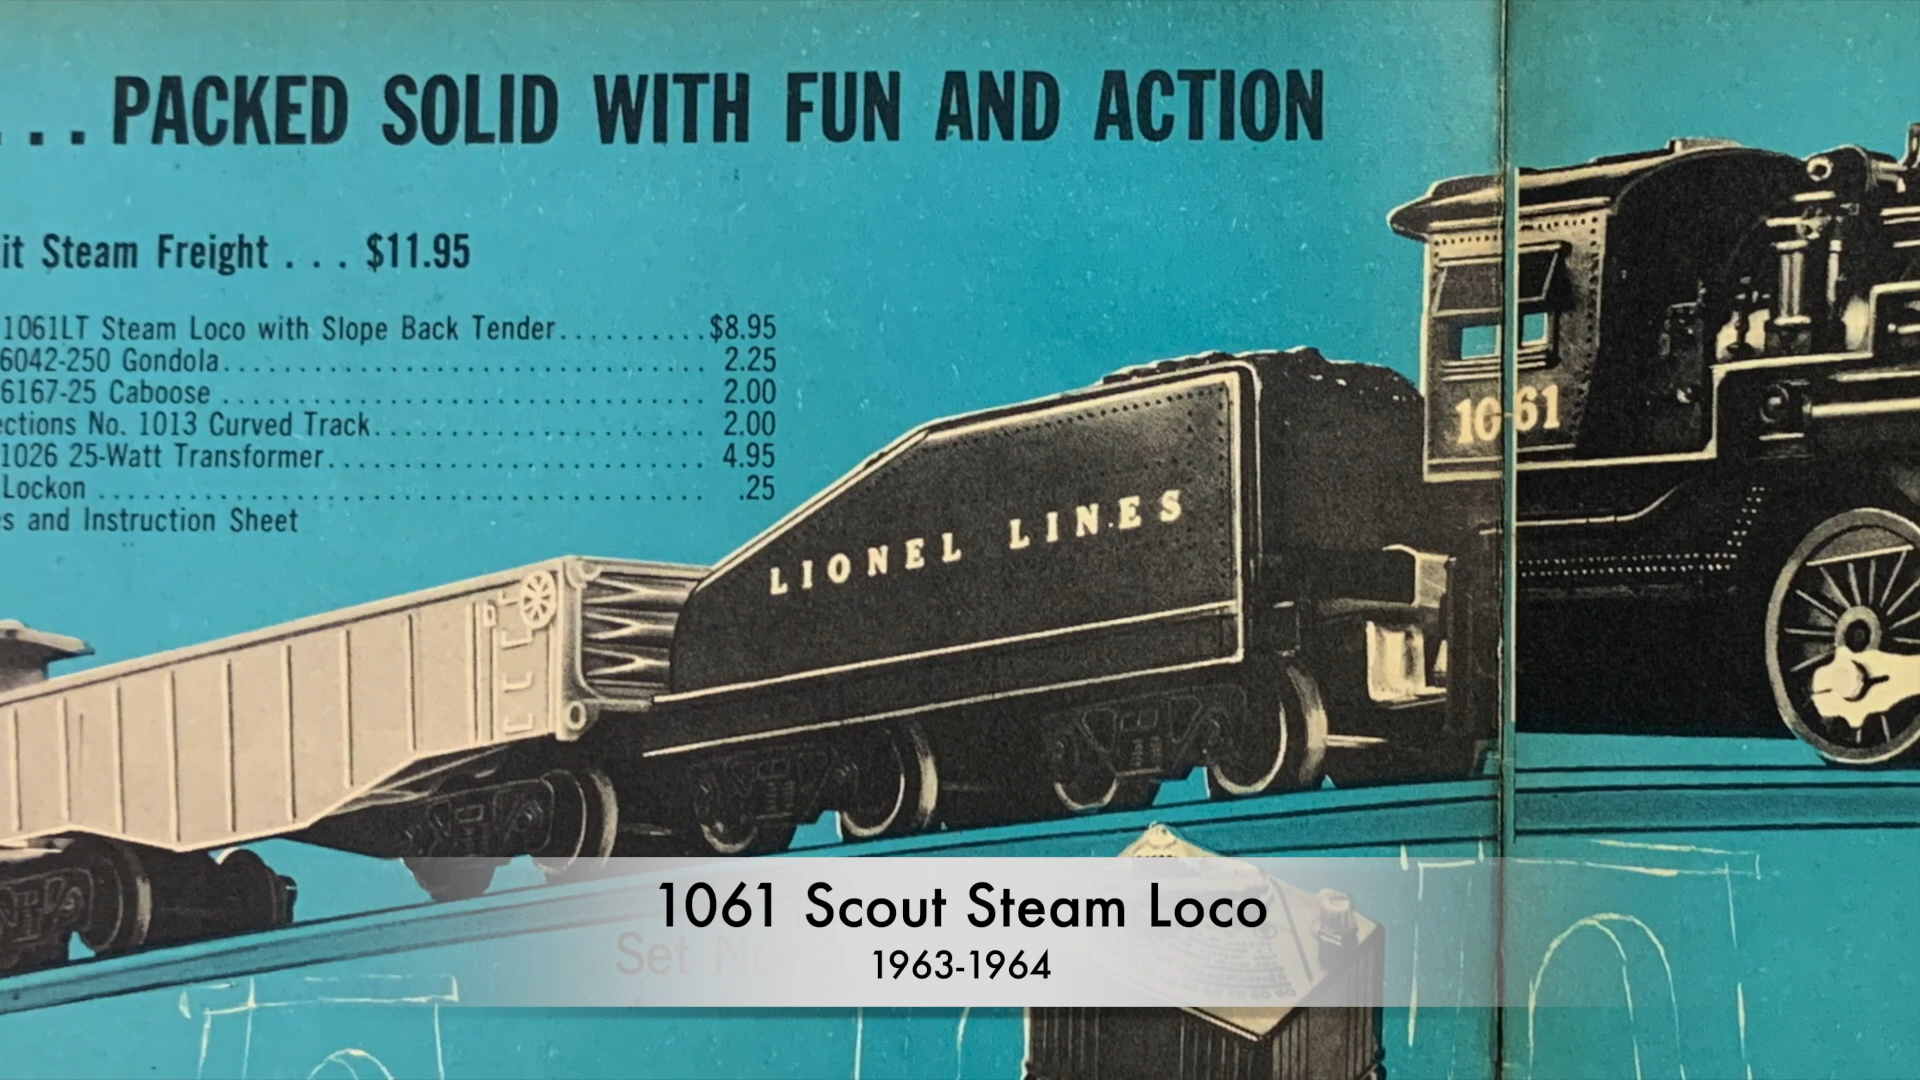 . . . PACKED SOLID WITH FUN AND ACTION
it Steam Freight . . . $11.95
1061LT Steam Loco with Slope Back Tender..........$8.95
6042-250 Gondola.................................. 2.25
6167-25 Caboose .................................. 2.00
ections No. 1013 Curved Track....................... 2.00
1026 25-Watt Transformer........................... 4.95
Lockon ............................................ .25
s and Instruction Sheet
1061
LIONEL LINES
1061 Scout Steam Loco
Set No
1963-1964